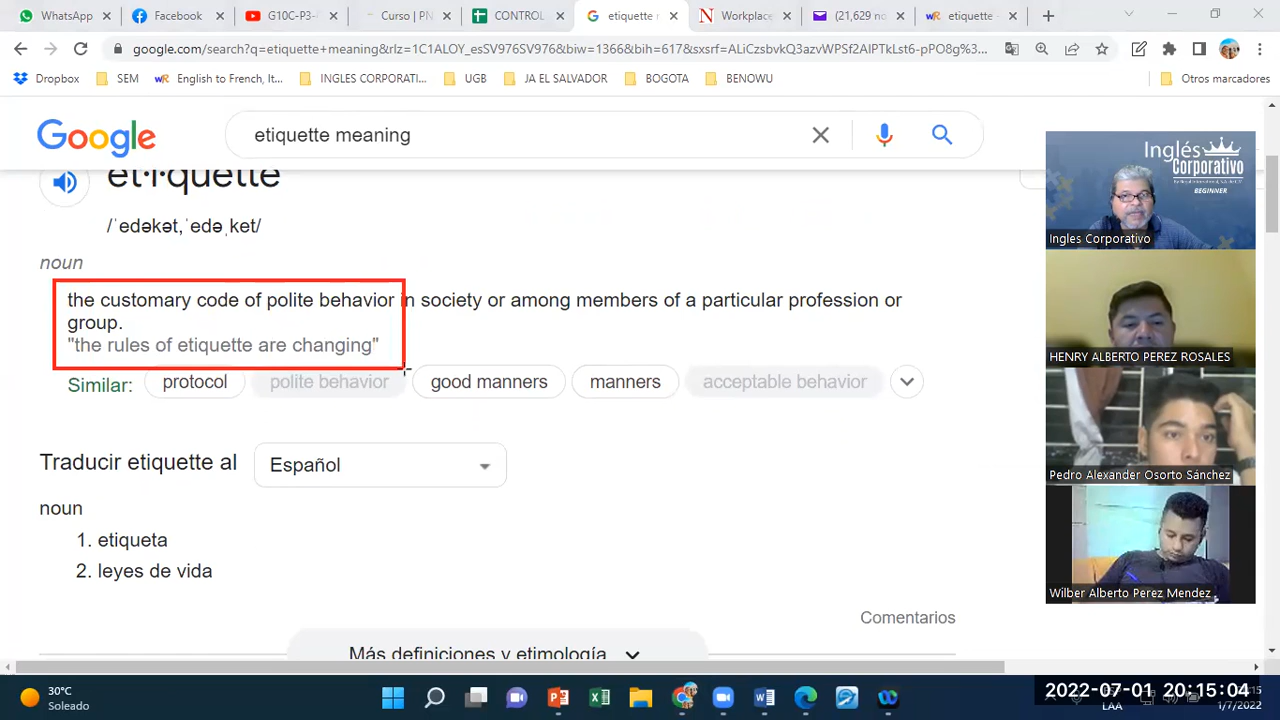 WhatsApp
Facebook
G10C-P3-
Curso | PN
CONTROL
etiquette r
Workplace
(21,629 no
etiquette -
google.com/search?q=etiquette+meaning&rlz=1C1ALOY_esSV976SV976&biw=1366&bih=617&sxsrf=ALiCzsbvkQ3azvWPSf2AIPTkLst6-pPO8g%3...
Dropbox
SEM
English to French, It...
INGLES CORPORATI...
UGB
JA EL SALVADOR
BOGOTA
BENOWU
Otros marcadores
Google
etiquette meaning
et·i·quette
/ˈedəkət,ˈedəˌket/
noun
the customary code of polite behavior in society or among members of a particular profession or
group.
"the rules of etiquette are changing"
Similar:
protocol
polite behavior
good manners
manners
acceptable behavior
Traducir etiquette al
Español
noun
1. etiqueta
2. leyes de vida
Comentarios
Más definiciones y etimología
Inglés
Corporativo
BEGINNER
Ingles Corporativo
HENRY ALBERTO PEREZ ROSALES
Pedro Alexander Osorto Sánchez
Wilber Alberto Perez Mendez
30°C
Soleado
2022-07-01 20:15:04
LAA
1/7/2022